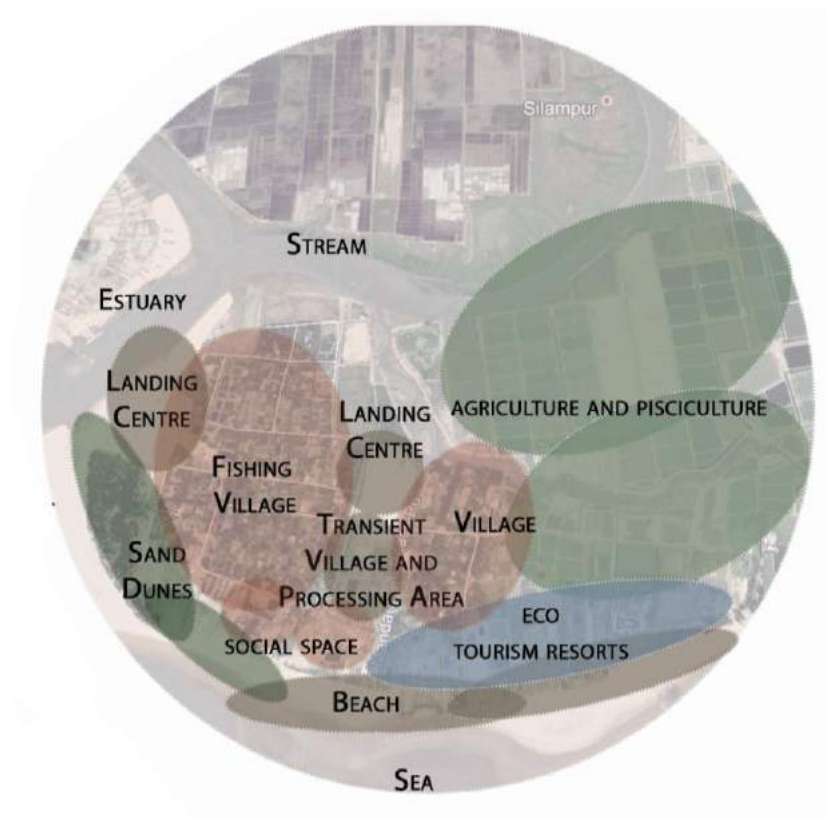 Silampur
STREAM
ESTUARY
LANDING
CENTRE
LANDING
CENTRE
AGRICULTURE AND PISCICULTURE
FISHING
VILLAGE
TRANSIENT
VILLAGE AND
PROCESSING AREA
VILLAGE
SAND
DUNES
ECO
TOURISM RESORTS
SOCIAL SPACE
BEACH
SEA